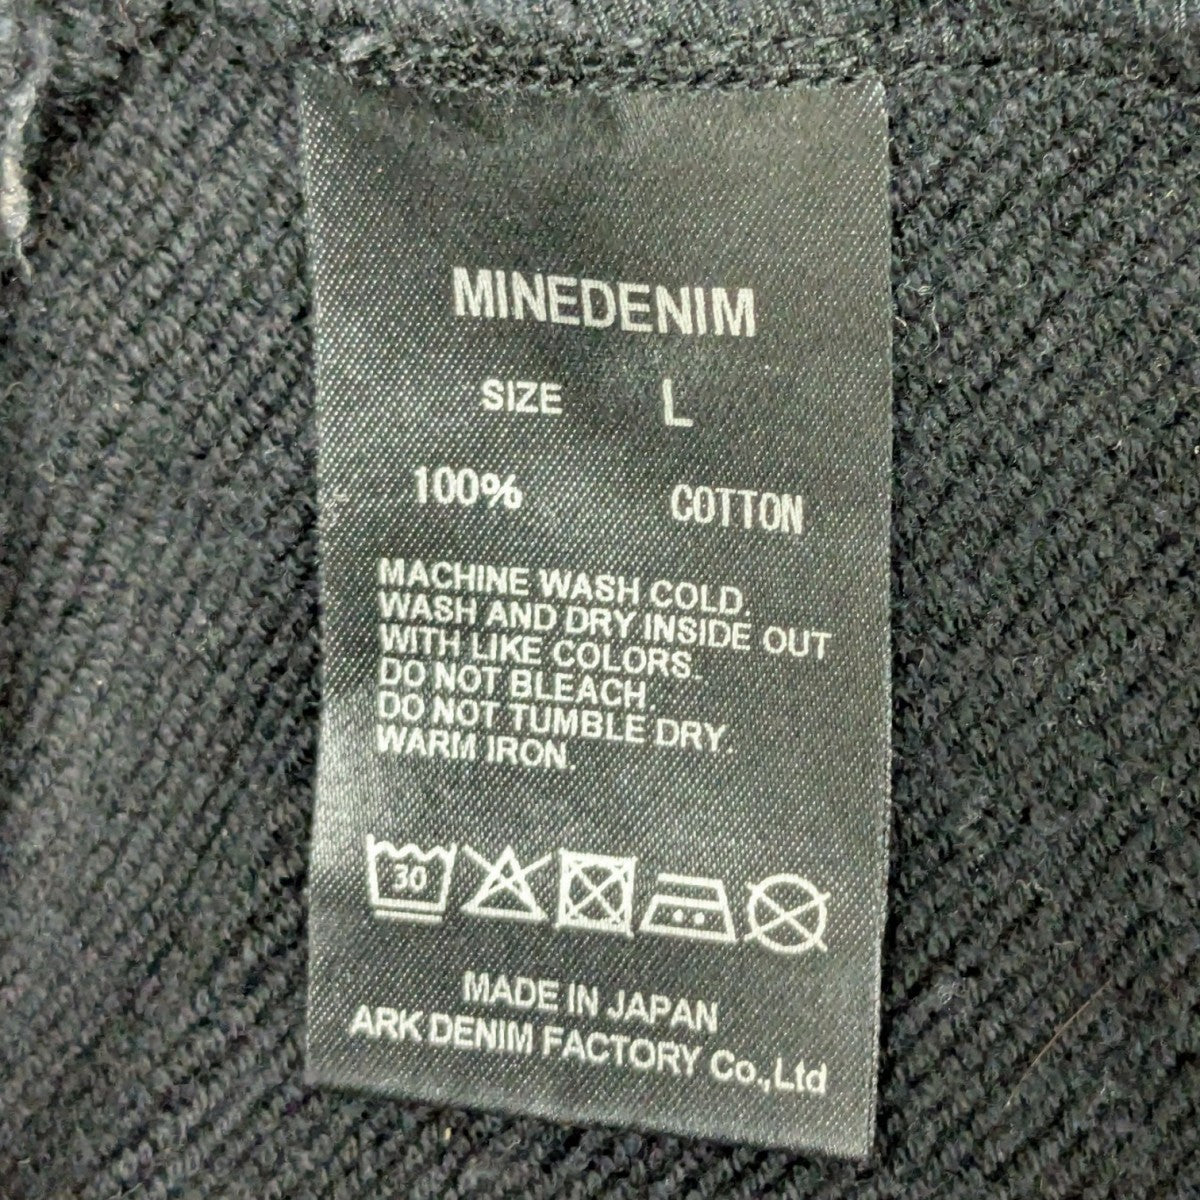 MINEDENIM
SIZE L
100% COTTON
MACHINE WASH COLD.
WASH AND DRY INSIDE OUT
WITH LIKE COLORS.
DO NOT BLEACH.
DO NOT TUMBLE DRY.
WARM IRON.
30
MADE IN JAPAN
ARK DENIM FACTORY Co.,Ltd